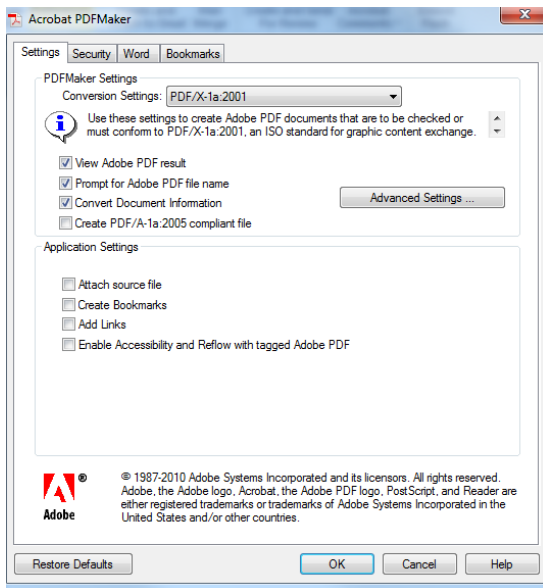 Acrobat PDFMaker
Settings Security Word Bookmarks
PDFMaker Settings
Conversion Settings: PDF/X-1a:2001
Use these settings to create Adobe PDF documents that are to be checked or
must conform to PDF/X-1a:2001, an ISO standard for graphic content exchange.
View Adobe PDF result
Prompt for Adobe PDF file name
Convert Document Information
Advanced Settings ...
Create PDF/A-1a:2005 compliant file
Application Settings
Attach source file
Create Bookmarks
Add Links
Enable Accessibility and Reflow with tagged Adobe PDF
® © 1987-2010 Adobe Systems Incorporated and its licensors. All rights reserved.
Adobe, the Adobe logo, Acrobat, the Adobe PDF logo, PostScript, and Reader are
either registered trademarks or trademarks of Adobe Systems Incorporated in the
Adobe United States and/or other countries.
Restore Defaults OK Cancel Help